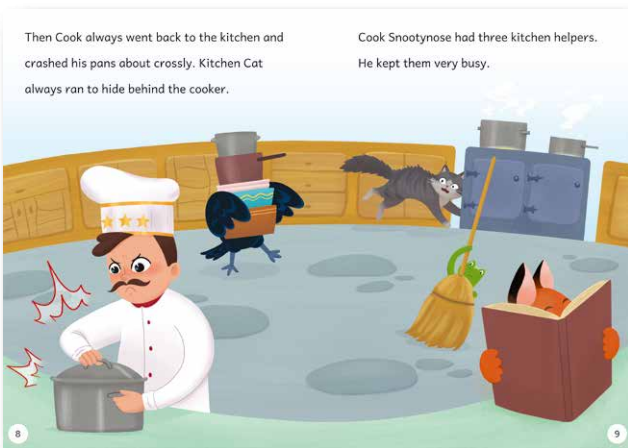 Then Cook always went back to the kitchen and
crashed his pans about crossly. Kitchen Cat
always ran to hide behind the cooker.
Cook Snootynose had three kitchen helpers.
He kept them very busy.
8
9